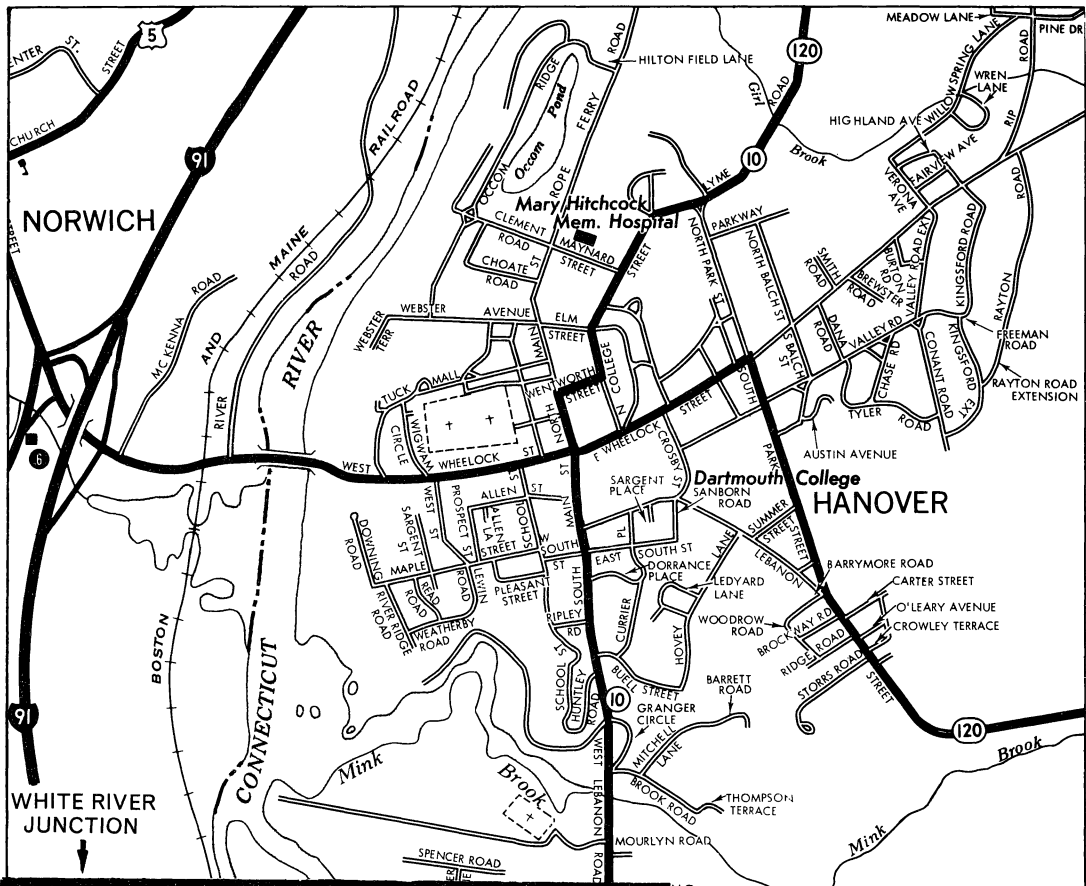 MEADOW LANE
PINE DR
ENTER ST.
5
STREET
ROAD
HILTON FIELD LANE
120
WILLOW SPRING LANE
ROAD
WREN
LANE
RIDGE
Occom Pond
FERRY
ROPE
Girl
Brook
ROAD
HIGHLAND AVE
RIP
CHURCH
RAILROAD
91
10
FAIRVIEW AVE
VERONA
AVE
ROAD
OCCOM
LYME
NORWICH
Mary Hitchcock
Mem. Hospital
CLEMENT
ROAD
MAYNARD
STREET
STREET
PARKWAY
NORTH PARK ST
NORTH BALCH ST
CHOATE
ROAD
ST
MAINE
ROAD
SMITH
ROAD
BURTON
RD
BREWSTER
ROAD
VALLEY ROAD EXT
KINGSFORD ROAD
RAYTON
STREET
MC KENNA
ROAD
AND
RIVER
RIVER
WEBSTER
AVENUE
WEBSTER
TERR
ELM
STREET
MAIN
COLLEGE
N
DANA
ROAD
VALLEY RD
S BALCH
ST
FREEMAN
ROAD
CHASE RD
CONANT ROAD
KINGSFORD
EXT
RAYTON ROAD
EXTENSION
TUCK
MALL
WENTWORTH
STREET
NORTH
SOUTH
STREET
TYLER
ROAD
CIRCLE
WIGWAM
WEST
WHEELOCK
ST
E WHEELOCK
CROSBY ST
PARK
AUSTIN AVENUE
6
Dartmouth College
HANOVER
SARGENT
PLACE
SANBORN
ROAD
ALLEN
ST
ALLEN
LA
SCHOOL
ST
MAIN
WEST
ST
PROSPECT
ST
SARGENT
ST
DOWNING
ROAD
SUMMER
STREET
STREET
LANE
LEBANON
W
SOUTH
ST
STREET
PL
EAST
SOUTH ST
MAPLE
READ
ROAD
ROAD
LEWIN
PLEASANT
STREET
DORRANCE
PLACE
LEDYARD
LANE
BARRYMORE ROAD
CARTER STREET
O'LEARY AVENUE
CROWLEY TERRACE
WOODROW
ROAD
BROCKWAY RD
RIDGE ROAD
STORRS ROAD
STREET
RIVER RIDGE
ROAD
WEATHERBY
ROAD
RIPLEY
RD
SOUTH
CURRIER
HOVEY
BOSTON
CONNECTICUT
SCHOOL
ST
HUNTLEY
ROAD
BUELL STREET
BARRETT
ROAD
10
GRANGER
CIRCLE
MITCHELL
LANE
91
120
Brook
WHITE RIVER
JUNCTION
Mink
Brook
WEST LEBANON ROAD
BROOK ROAD
THOMPSON
TERRACE
MOURLYN ROAD
Mink
SPENCER ROAD